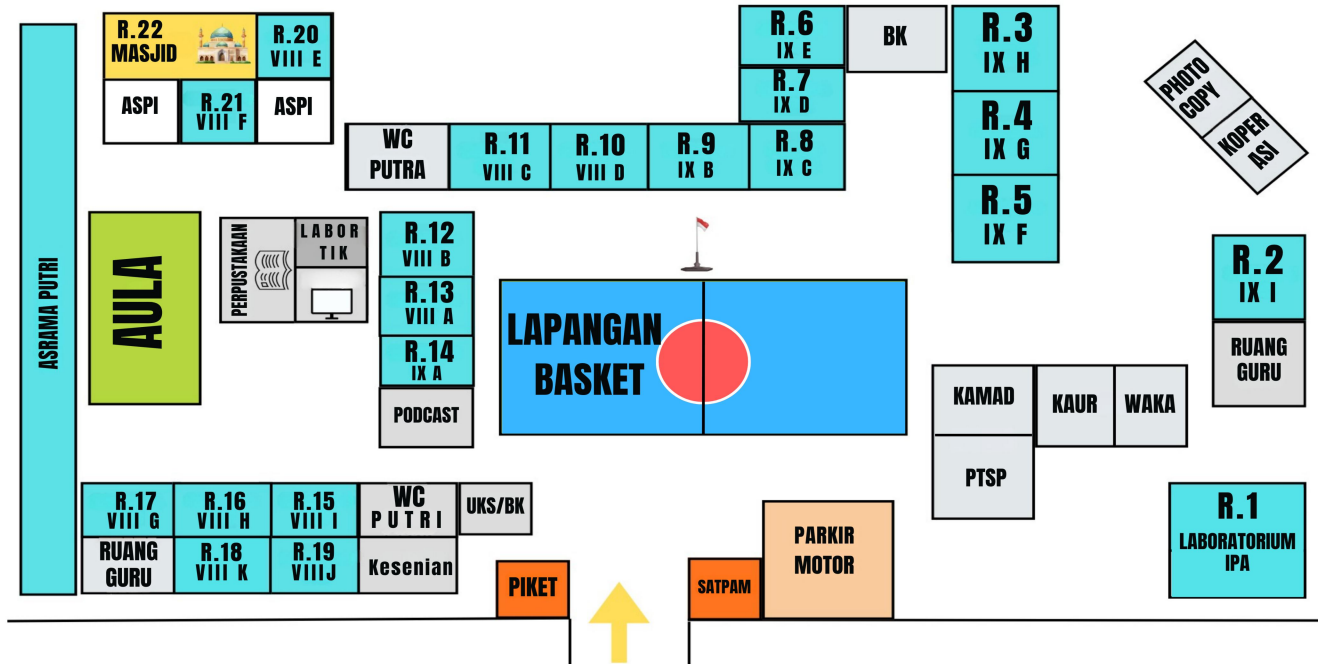 R.22
MASJID
R.20
VIII E
ASPI
R.21
VIII F
ASPI
R.6
IX E
BK
R.7
IX D
R.3
IX H
R.4
IX G
R.5
IX F
PHOTO
COPY
KOPER
ASI
WC
PUTRA
R.11
VIII C
R.10
VIII D
R.9
IX B
R.8
IX C
ASRAMA PUTRI
AULA
PERPUSTAKAAN
LABOR
TIK
R.12
VIII B
R.13
VIII A
R.14
IX A
PODCAST
LAPANGAN
BASKET
R.2
IX I
RUANG
GURU
KAMAD
KAUR
WAKA
PTSP
R.17
VIII G
R.16
VIII H
R.15
VIII I
WC
PUTRI
UKS/BK
RUANG
GURU
R.18
VIII K
R.19
VIIIJ
Kesenian
PIKET
SATPAM
PARKIR
MOTOR
R.1
LABORATORIUM
IPA